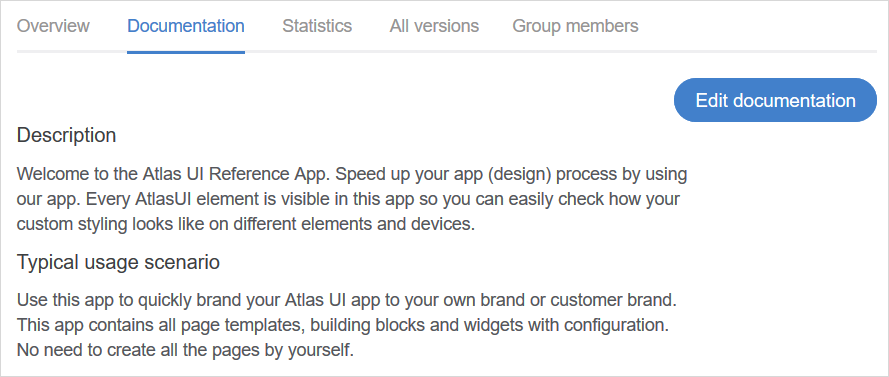 Overview Documentation Statistics All versions Group members
Edit documentation
Description
Welcome to the Atlas UI Reference App. Speed up your app (design) process by using
our app. Every AtlasUI element is visible in this app so you can easily check how your
custom styling looks like on different elements and devices.
Typical usage scenario
Use this app to quickly brand your Atlas UI app to your own brand or customer brand.
This app contains all page templates, building blocks and widgets with configuration.
No need to create all the pages by yourself.